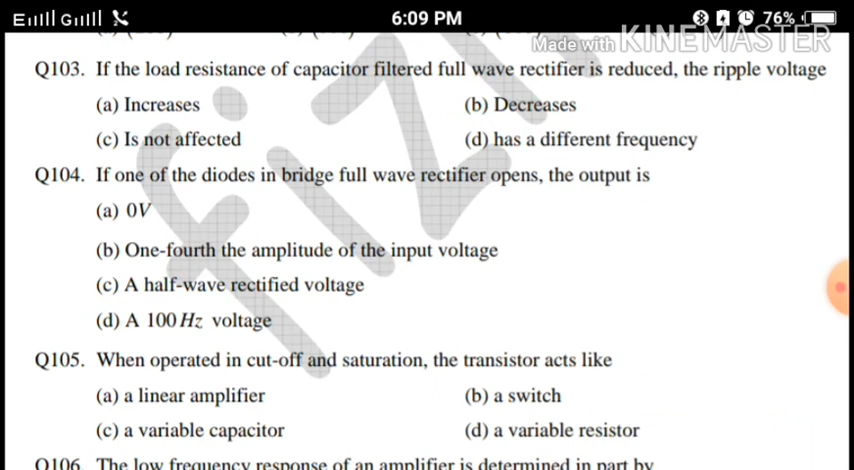 6:09 PM
76%
Made with KINEMASTER
Q103. If the load resistance of capacitor filtered full wave rectifier is reduced, the ripple voltage
(a) Increases (b) Decreases
(c) Is not affected (d) has a different frequency
Q104. If one of the diodes in bridge full wave rectifier opens, the output is
(a) 0V
(b) One-fourth the amplitude of the input voltage
(c) A half-wave rectified voltage
(d) A 100 Hz voltage
Q105. When operated in cut-off and saturation, the transistor acts like
(a) a linear amplifier (b) a switch
(c) a variable capacitor (d) a variable resistor
Q106. The low frequency response of an amplifier is determined in part by